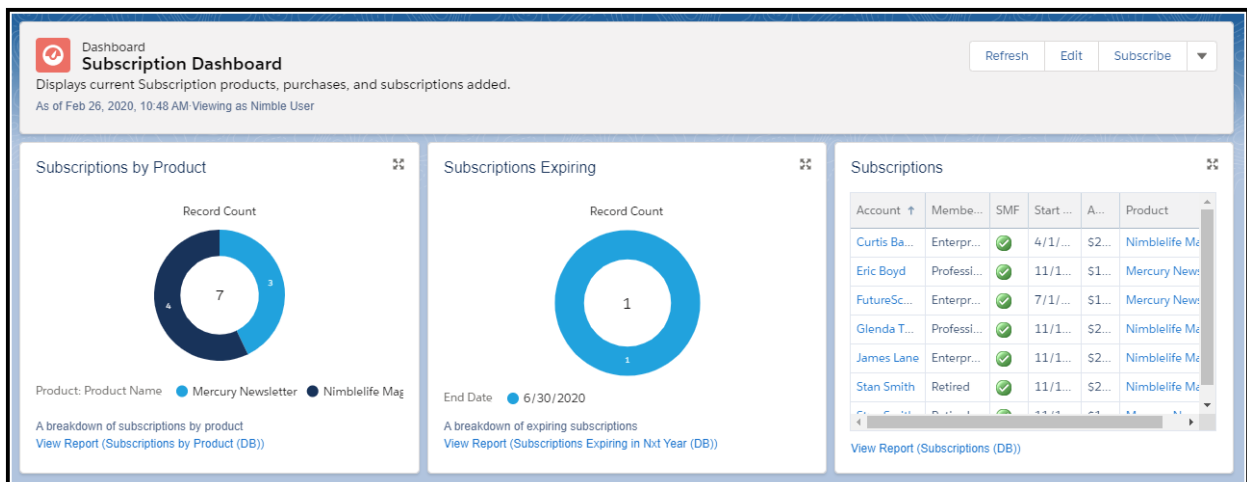 Dashboard
Subscription Dashboard
Displays current Subscription products, purchases, and subscriptions added.
As of Feb 26, 2020, 10:48 AM·Viewing as Nimble User
Refresh Edit Subscribe
Subscriptions by Product
Record Count
3
7
4
Product: Product Name Mercury Newsletter Nimblelife Mag
A breakdown of subscriptions by product
View Report (Subscriptions by Product (DB))
Subscriptions Expiring
Record Count
1
1
End Date 6/30/2020
A breakdown of expiring subscriptions
View Report (Subscriptions Expiring in Nxt Year (DB))
Subscriptions
Account ↑ Membe... SMF Start ... A... Product
Curtis Ba... Enterpr... 4/1/... $2... Nimblelife Ma
Eric Boyd Professi... 11/1... $1... Mercury News
FutureSc... Enterpr... 7/1/... $1... Mercury News
Glenda T... Professi... 11/1... $2... Nimblelife Ma
James Lane Enterpr... 11/1... $2... Nimblelife Ma
Stan Smith Retired 11/1... $2... Nimblelife Ma
View Report (Subscriptions (DB))